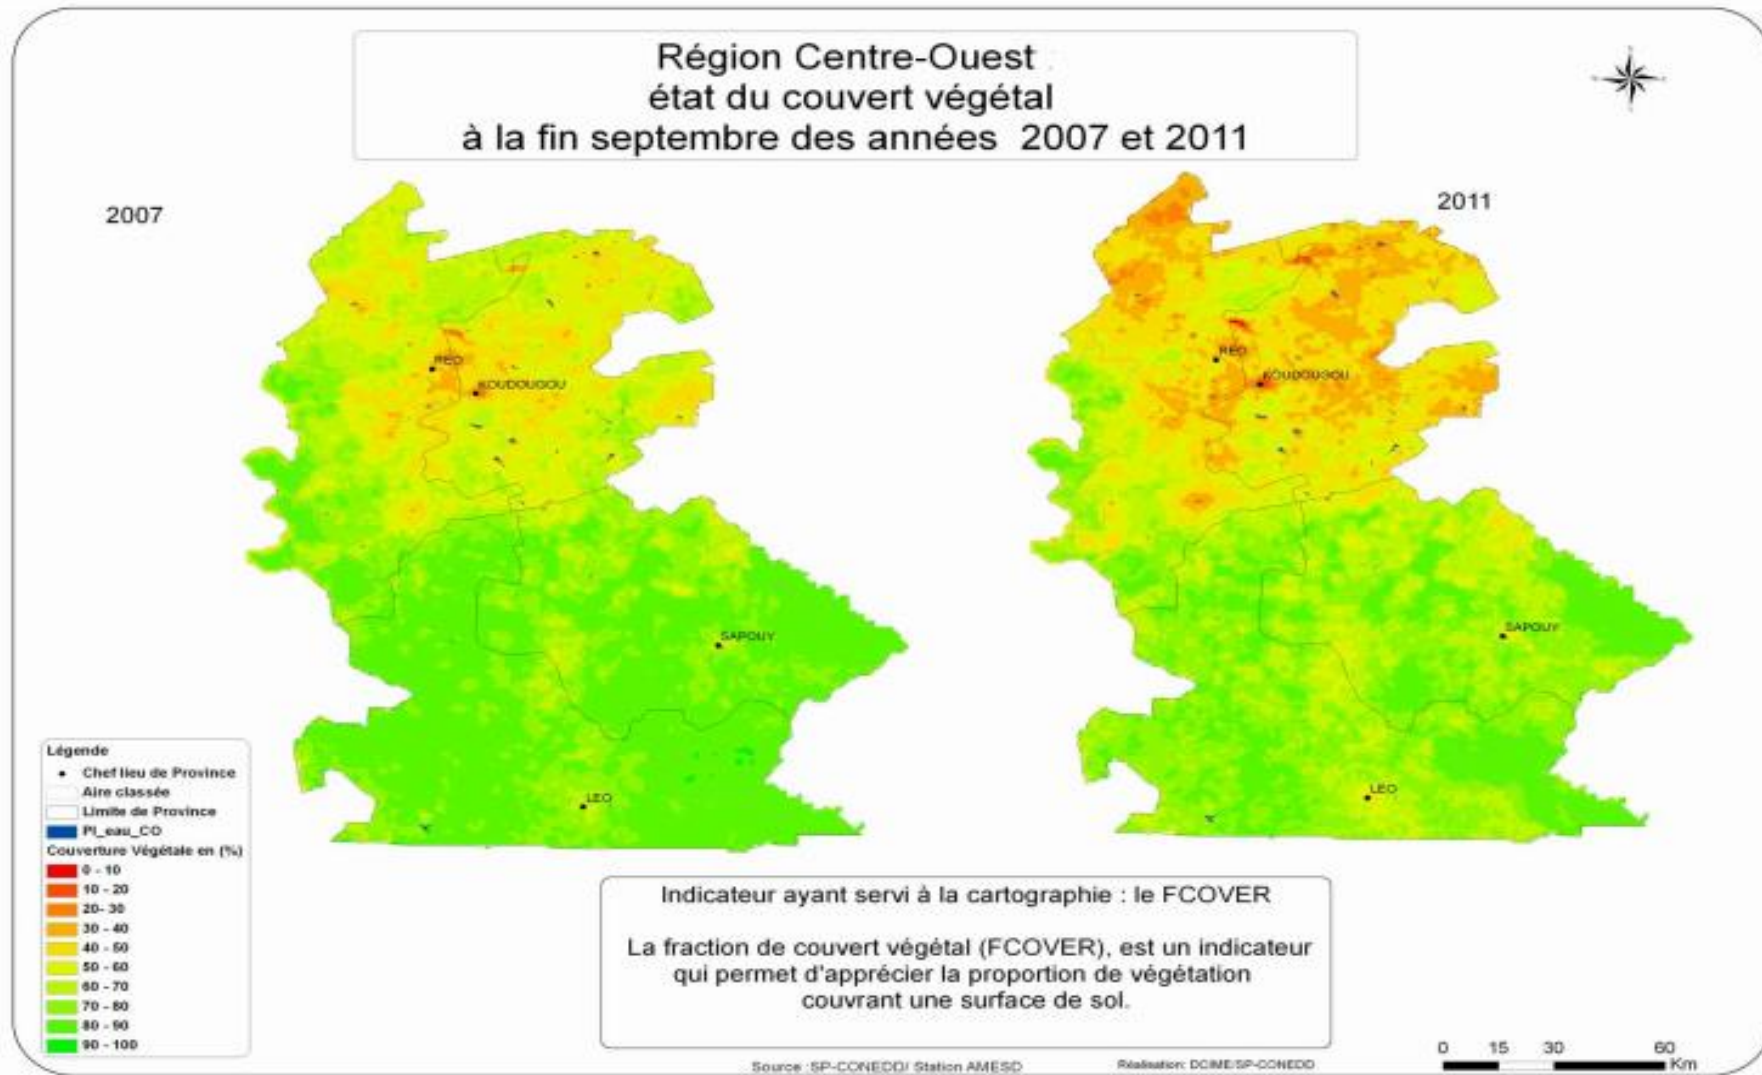 Région Centre-Ouest
état du couvert végétal
à la fin septembre des années 2007 et 2011
2007
2011
REO
KOUDOUGOU
SAPOUY
LEO
REO
KOUDOUGOU
SAPOUY
LEO
Légende
Chef lieu de Province
Aire classée
Limite de Province
Pl_eau_CO
Couverture Végétale en (%)
0 - 10
10 - 20
20- 30
30 - 40
40 - 50
50 - 60
60 - 70
70 - 80
80 - 90
90 - 100
Indicateur ayant servi à la cartographie : le FCOVER
La fraction de couvert végétal (FCOVER), est un indicateur
qui permet d'apprécier la proportion de végétation
couvrant une surface de sol.
Source :SP-CONEDD/ Station AMESD
Réalisation: DCIME/SP-CONEDD
0 15 30 60
Km